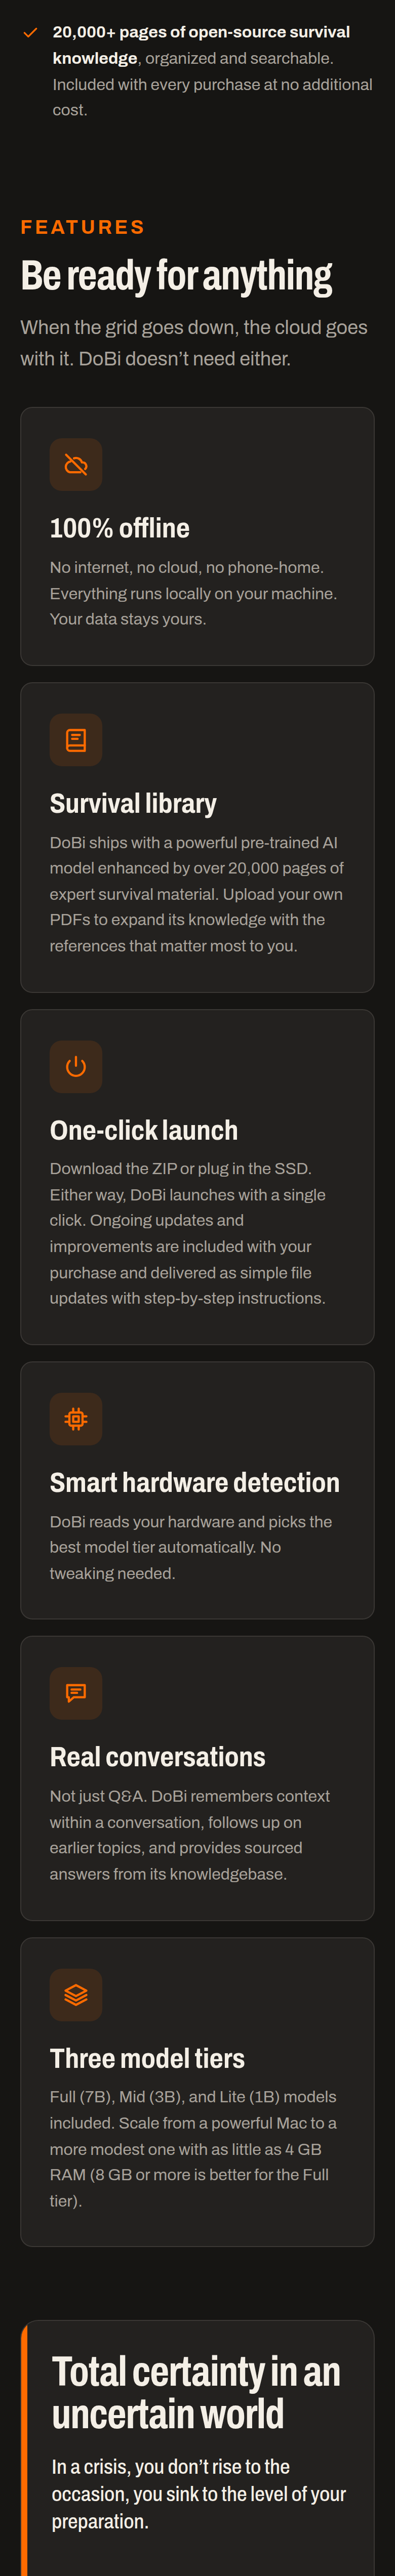 20,000+ pages of open-source survival
knowledge, organized and searchable.
Included with every purchase at no additional
cost.
FEATURES
Be ready for anything
When the grid goes down, the cloud goes
with it. DoBi doesn’t need either.
100% offline
No internet, no cloud, no phone-home.
Everything runs locally on your machine.
Your data stays yours.
Survival library
DoBi ships with a powerful pre-trained AI
model enhanced by over 20,000 pages of
expert survival material. Upload your own
PDFs to expand its knowledge with the
references that matter most to you.
One-click launch
Download the ZIP or plug in the SSD.
Either way, DoBi launches with a single
click. Ongoing updates and
improvements are included with your
purchase and delivered as simple file
updates with step-by-step instructions.
Smart hardware detection
DoBi reads your hardware and picks the
best model tier automatically. No
tweaking needed.
Real conversations
Not just Q&A. DoBi remembers context
within a conversation, follows up on
earlier topics, and provides sourced
answers from its knowledgebase.
Three model tiers
Full (7B), Mid (3B), and Lite (1B) models
included. Scale from a powerful Mac to a
more modest one with as little as 4 GB
RAM (8 GB or more is better for the Full
tier).
Total certainty in an
uncertain world
In a crisis, you don’t rise to the
occasion, you sink to the level of your
preparation.